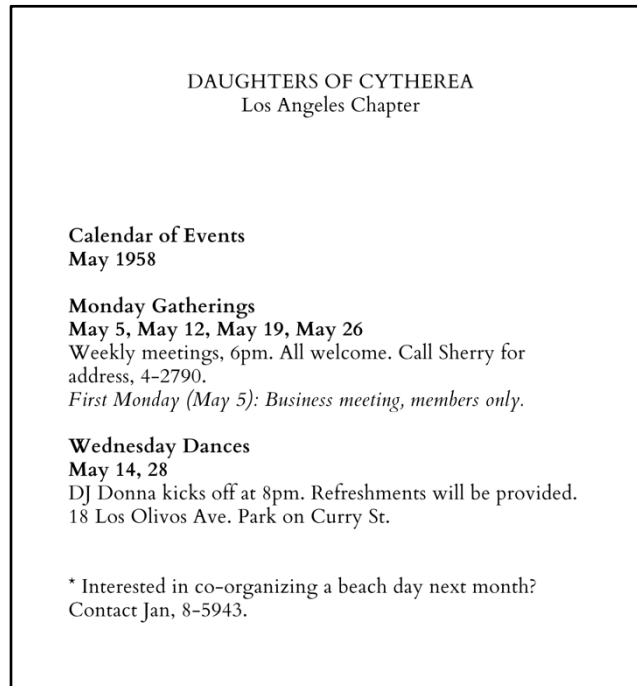 DAUGHTERS OF CYTHEREA
Los Angeles Chapter
Calendar of Events
May 1958
Monday Gatherings
May 5, May 12, May 19, May 26
Weekly meetings, 6pm. All welcome. Call Sherry for
address, 4-2790.
First Monday (May 5): Business meeting, members only.
Wednesday Dances
May 14, 28
DJ Donna kicks off at 8pm. Refreshments will be provided.
18 Los Olivos Ave. Park on Curry St.
* Interested in co-organizing a beach day next month?
Contact Jan, 8-5943.